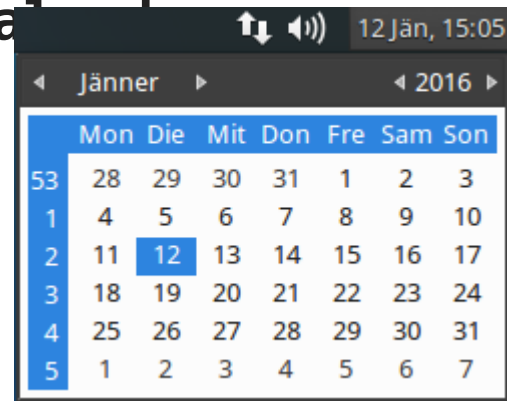 12 Jän, 15:05
Jänner 2016
Mon Die Mit Don Fre Sam Son
53 28 29 30 31 1 2 3
1 4 5 6 7 8 9 10
2 11 12 13 14 15 16 17
3 18 19 20 21 22 23 24
4 25 26 27 28 29 30 31
5 1 2 3 4 5 6 7